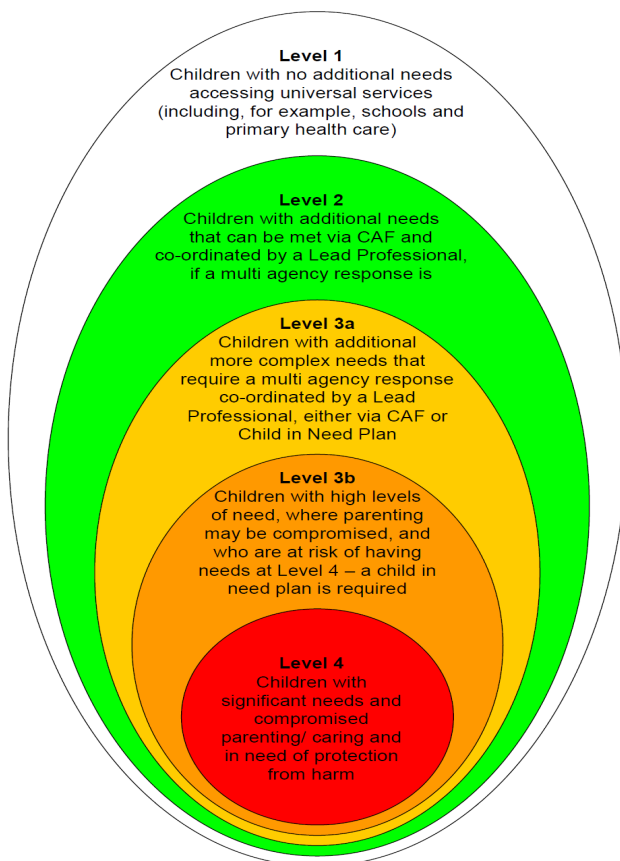 Level 1
Children with no additional needs
accessing universal services
(including, for example, schools and
primary health care)
Level 2
Children with additional needs
that can be met via CAF and
co-ordinated by a Lead Professional,
if a multi agency response is
Level 3a
Children with additional
more complex needs that
require a multi agency response
co-ordinated by a Lead
Professional, either via CAF or
Child in Need Plan
Level 3b
Children with high levels
of need, where parenting
may be compromised, and
who are at risk of having
needs at Level 4 – a child in
need plan is required
Level 4
Children with
significant needs and
compromised
parenting/ caring and
in need of protection
from harm